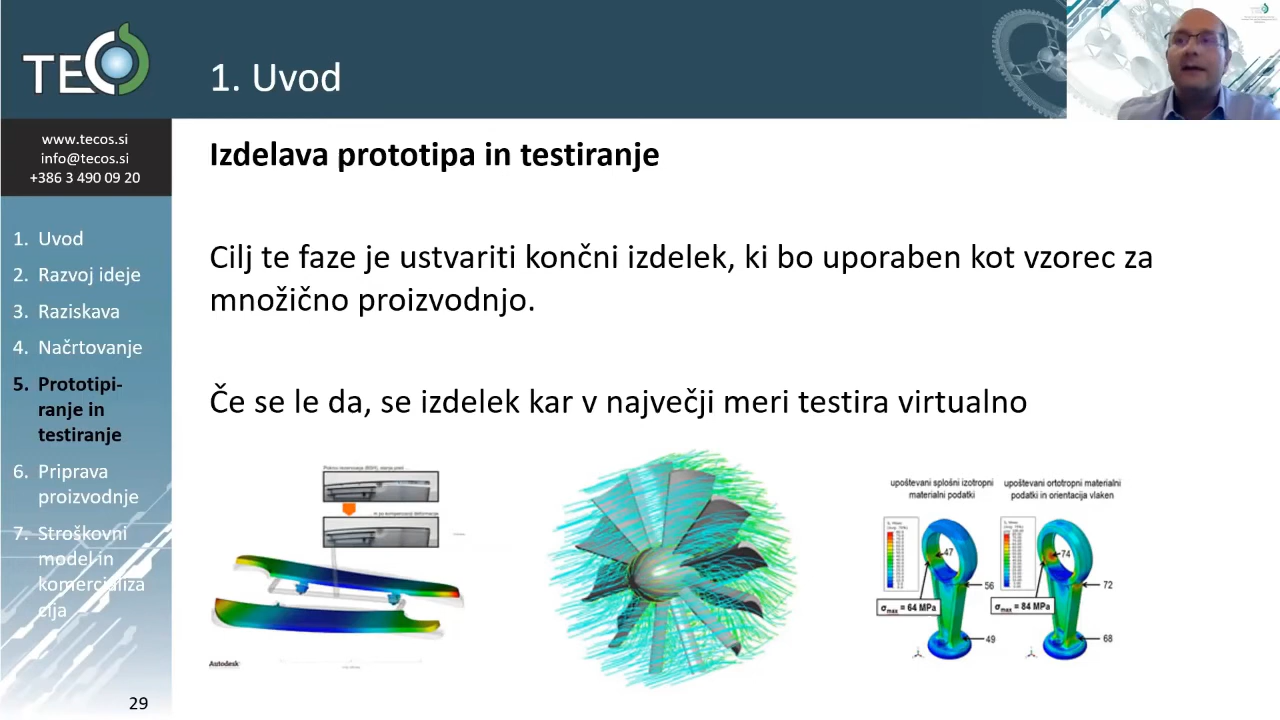 TECOS
1. Uvod
www.tecos.si
info@tecos.si
+386 3 490 09 20
1. Uvod
2. Razvoj ideje
3. Raziskava
4. Načrtovanje
5. Prototipi-
ranje in
testiranje
6. Priprava
proizvodnje
7. Stroškovni
model in
komercializa
cija
29
Izdelava prototipa in testiranje
Cilj te faze je ustvariti končni izdelek, ki bo uporaben kot vzorec za
množično proizvodnjo.
Če se le da, se izdelek kar v največji meri testira virtualno
Autodesk
upoštevani splošni izotropni
materialni podatki
47
56
σmax = 64 MPa
49
upoštevani ortotropni materialni
podatki in orientacija vlaken
74
72
σmax = 84 MPa
68